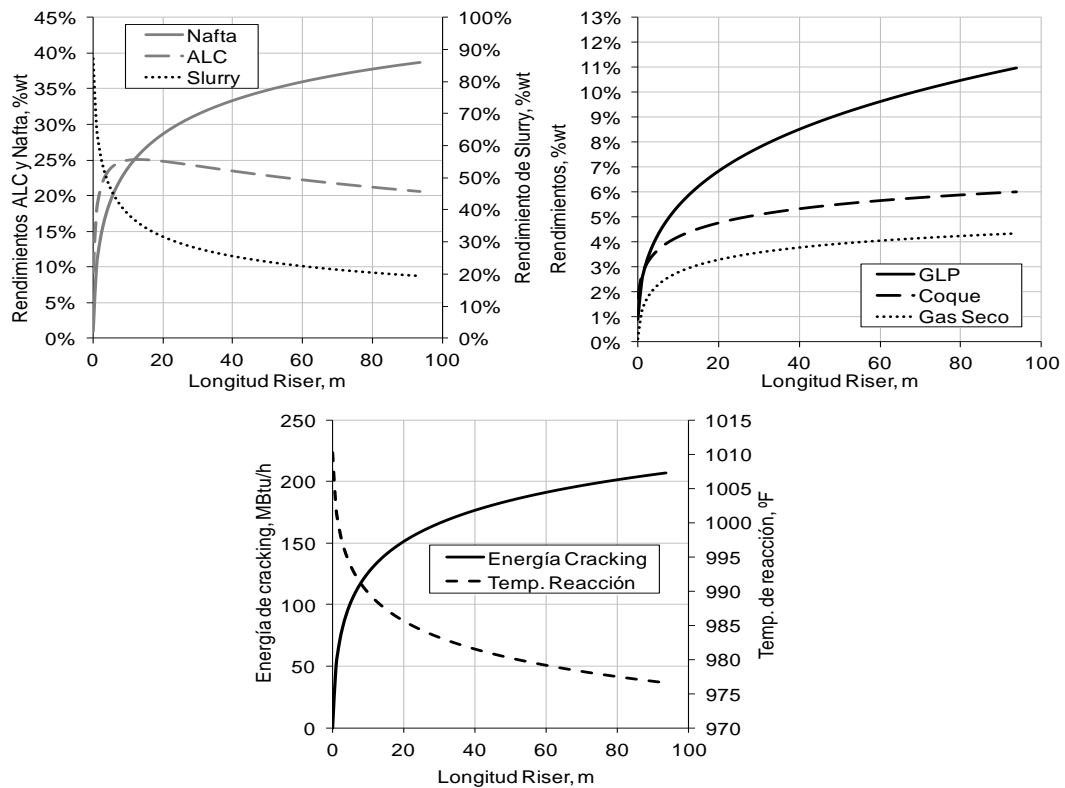 45%
40%
35%
30%
25%
20%
15%
10%
5%
0%
Rendimientos ALC y Nafta, %wt
Nafta
ALC
Slurry
100%
90%
80%
70%
60%
50%
40%
30%
20%
10%
0%
Rendimiento de Slurry, %wt
0 20 40 60 80 100
Longitud Riser, m
13%
12%
11%
10%
9%
8%
7%
6%
5%
4%
3%
2%
1%
0%
Rendimientos, %wt
GLP
Coque
Gas Seco
0 20 40 60 80 100
Longitud Riser, m
250
200
150
100
50
0
Energía de cracking, MBtu/h
Energía Cracking
Temp. Reacción
1015
1010
1005
1000
995
990
985
980
975
970
Temp. de reacción, ºF
0 20 40 60 80 100
Longitud Riser, m